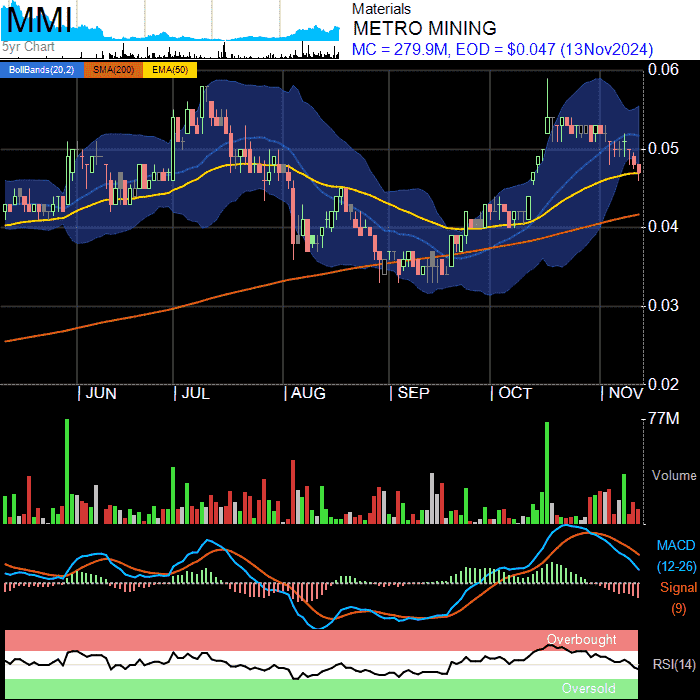 MMI
5yr Chart
Materials
METRO MINING
MC = 279.9M, EOD = $0.047 (13Nov2024)
BollBands(20,2) SMA(200) EMA(50)
0.06
0.05
0.04
0.03
0.02
| JUN | JUL | AUG | SEP | OCT | NOV
77M
Volume
MACD
(12-26)
Signal
(9)
Overbought
RSI(14)
Oversold